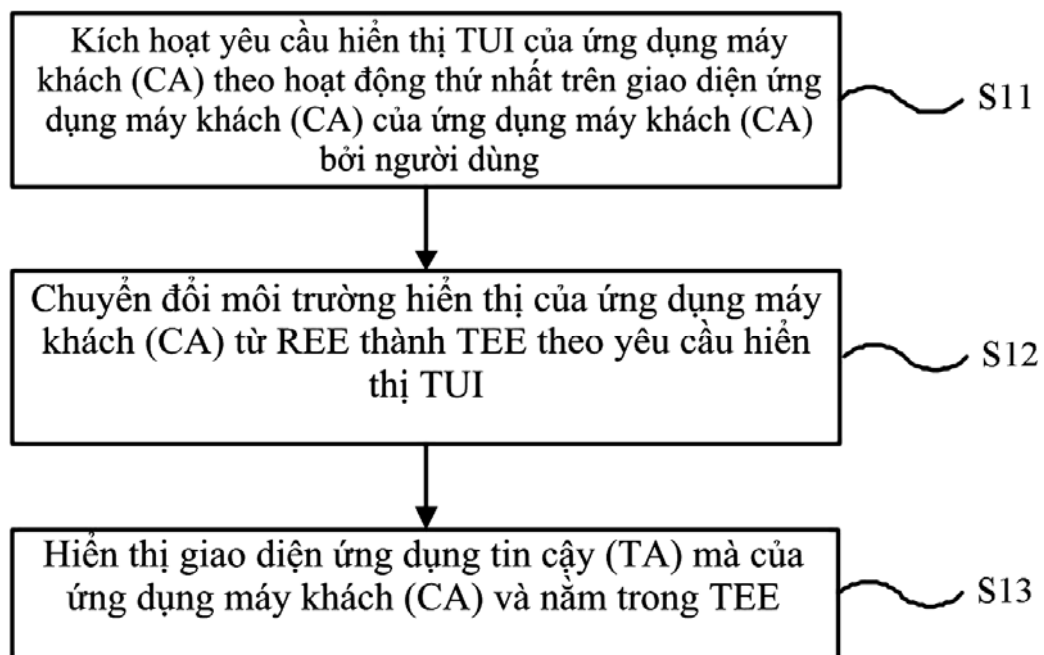 Kích hoạt yêu cầu hiển thị TUI của ứng dụng máy
khách (CA) theo hoạt động thứ nhất trên giao diện ứng
dụng máy khách (CA) của ứng dụng máy khách (CA)
bởi người dùng
S11
Chuyển đổi môi trường hiển thị của ứng dụng máy
khách (CA) từ REE thành TEE theo yêu cầu hiển
thị TUI
S12
Hiển thị giao diện ứng dụng tin cậy (TA) mà của
ứng dụng máy khách (CA) và nằm trong TEE
S13